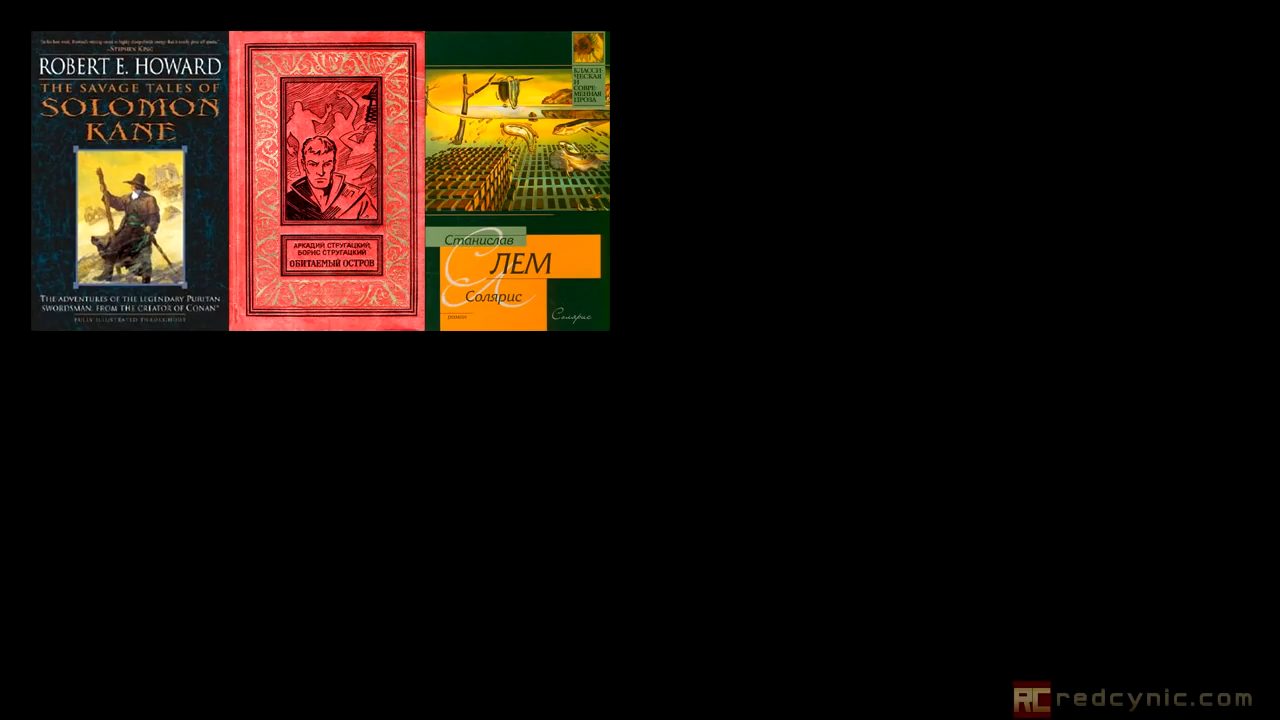 —STEPHEN KING
ROBERT E. HOWARD
THE SAVAGE TALES OF
SOLOMON
KANE
THE ADVENTURES OF THE LEGENDARY PURITAN
SWORDSMAN, FROM THE CREATOR OF CONAN®
АРКАДИЙ СТРУГАЦКИЙ,
БОРИС СТРУГАЦКИЙ
ОБИТАЕМЫЙ ОСТРОВ
КЛАССИ-
ЧЕСКАЯ
И
СОВРЕ-
МЕННАЯ
ПРОЗА
Станислав
ЛЕМ
Солярис
роман
Солярис
RC redcynic.com